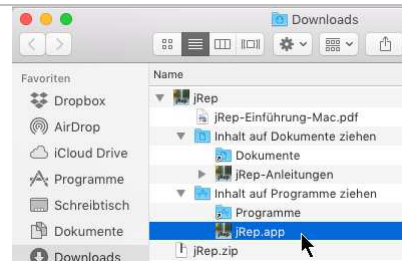 Downloads
Favoriten
Dropbox
AirDrop
iCloud Drive
Programme
Schreibtisch
Dokumente
Downloads
Name
jRep
jRep-Einführung-Mac.pdf
Inhalt auf Dokumente ziehen
Dokumente
jRep-Anleitungen
Inhalt auf Programme ziehen
Programme
jRep.app
jRep.zip